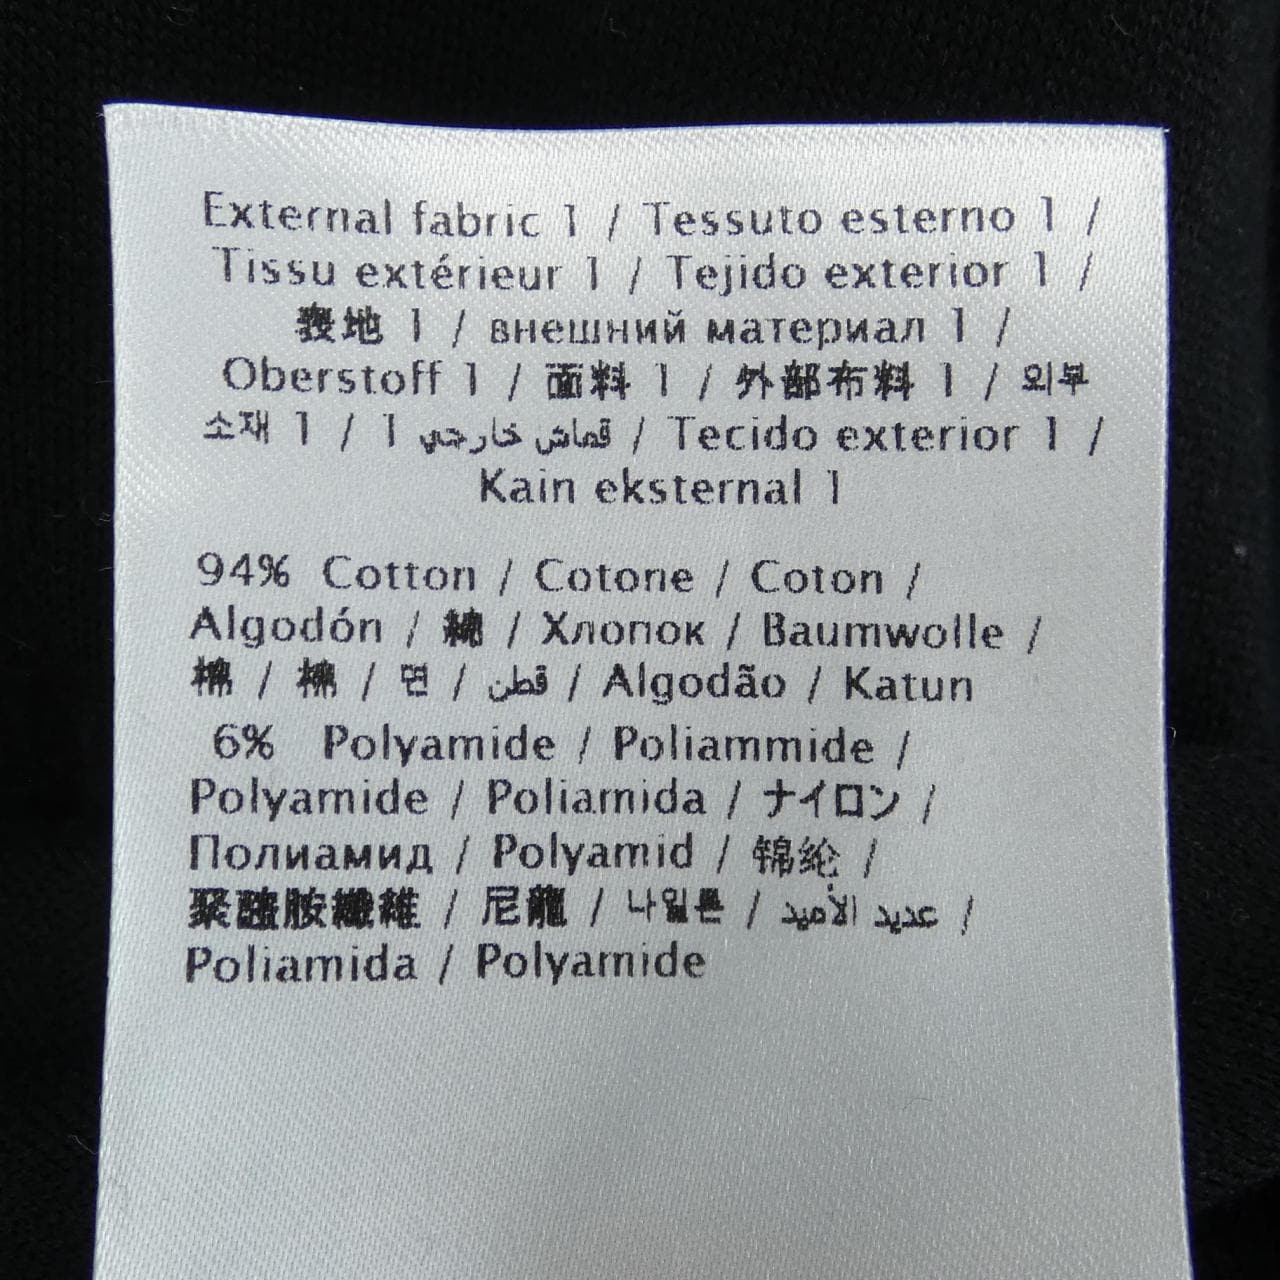 External fabric 1 / Tessuto esterno 1 /
Tissu extérieur 1 / Tejido exterior 1 /
表地 1 / внешний материал 1 /
Oberstoff 1 / 面料 1 / 外部布料 1 / 외부
소재 1 / 1 قماش خارجي / Tecido exterior 1 /
Kain eksternal 1
94% Cotton / Cotone / Coton /
Algodón / 綿 / Хлопок / Baumwolle /
棉 / 棉 / 면 / قطن / Algodão / Katun
6% Polyamide / Poliammide /
Polyamide / Poliamida / ナイロン /
Полиамид / Polyamid / 锦纶 /
聚醯胺纖維 / 尼龍 / 나일론 / عديد الأميد /
Poliamida / Polyamide